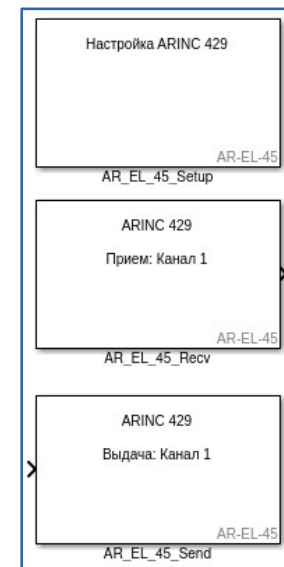 Настройка ARINC 429
AR-EL-45
AR_EL_45_Setup
ARINC 429
Прием: Канал 1
AR-EL-45
AR_EL_45_Recv
ARINC 429
Выдача: Канал 1
AR-EL-45
AR_EL_45_Send